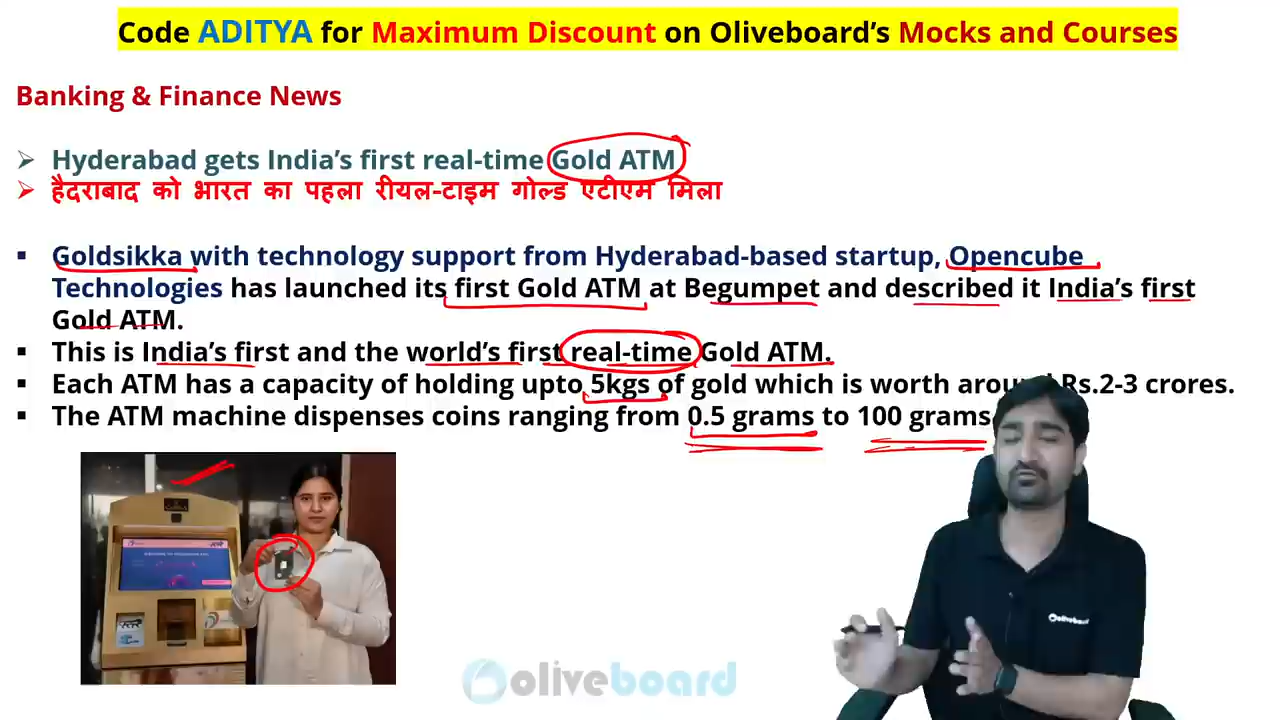 Code ADITYA for Maximum Discount on Oliveboard’s Mocks and Courses
Banking & Finance News
Hyderabad gets India’s first real-time Gold ATM
हैदराबाद को भारत का पहला रीयल-टाइम गोल्ड एटीएम मिला
Goldsikka with technology support from Hyderabad-based startup, Opencube
Technologies has launched its first Gold ATM at Begumpet and described it India’s first
Gold ATM.
This is India’s first and the world’s first real-time Gold ATM.
Each ATM has a capacity of holding upto 5kgs of gold which is worth Rs.2-3 crores.
The ATM machine dispenses coins ranging from 0.5 grams to 100 grams
oliveboard
oliveboard